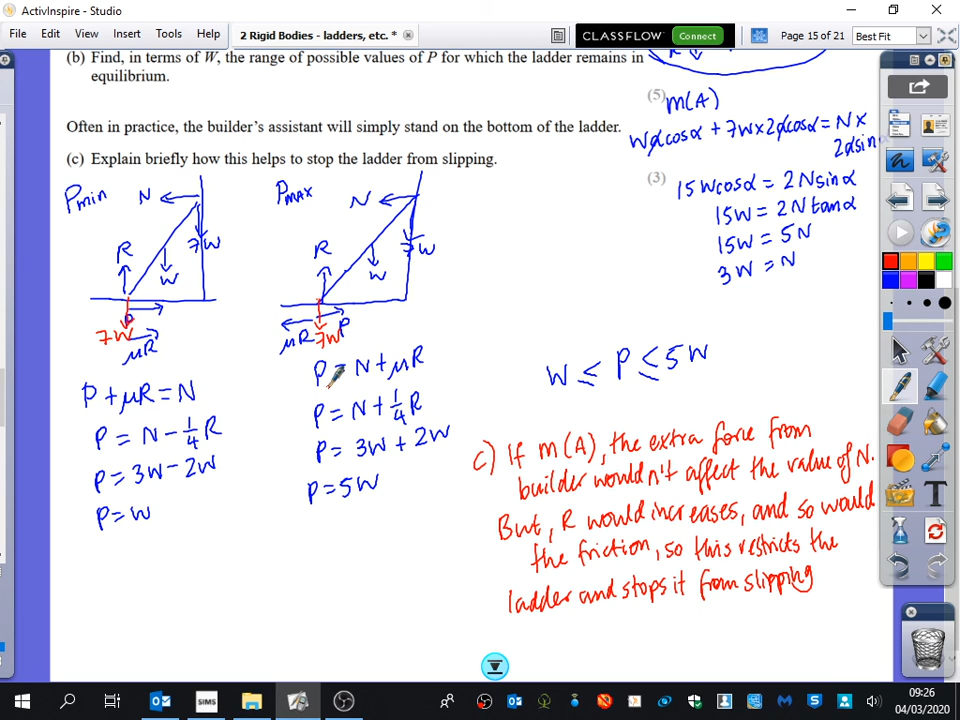 ActivInspire - Studio
File Edit View Insert Tools Help
2 Rigid Bodies - ladders, etc. *
CLASSFLOW Connect
Page 15 of 21
Best Fit
(b) Find, in terms of W, the range of possible values of P for which the ladder remains in
equilibrium.
(5)
Often in practice, the builder's assistant will simply stand on the bottom of the ladder.
(c) Explain briefly how this helps to stop the ladder from slipping.
(3)
M(A)
Wacosα + 7W×2acosα = N×
2asinα
15Wcosα = 2Nsinα
15W = 2Ntanα
15W = 5N
3W = N
Pmin
N
R
7W
W
P
7W
μR
P + μR = N
P = N - 1/4 R
P = 3W - 2W
P = W
PMAX
N
R
7W
W
μR
7W
P
P = N + μR
P = N + 1/4 R
P = 3W + 2W
P = 5W
W ≤ P ≤ 5W
c) If M(A), the extra force from
builder wouldn't affect the value of N.
But, R would increases, and so would
the friction, so this restricts the
ladder and stops it from slipping
SIMS
09:26
04/03/2020